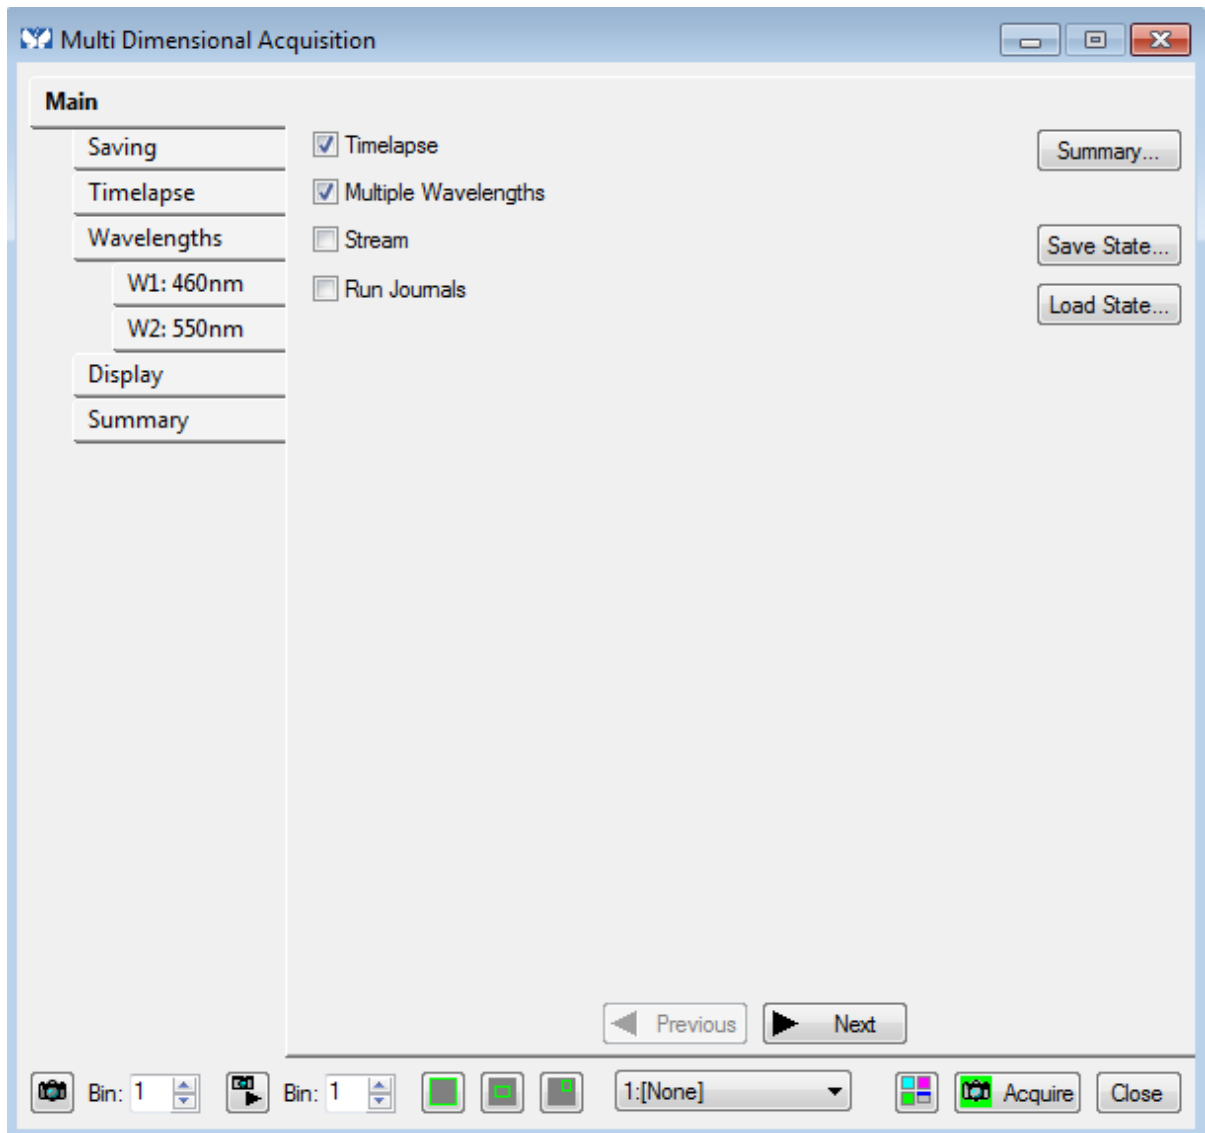 Multi Dimensional Acquisition
Main
Saving
Timelapse
Wavelengths
W1: 460nm
W2: 550nm
Display
Summary
Timelapse
Multiple Wavelengths
Stream
Run Journals
Summary...
Save State...
Load State...
Previous
Next
Bin: 1
Bin: 1
1:[None]
Acquire
Close